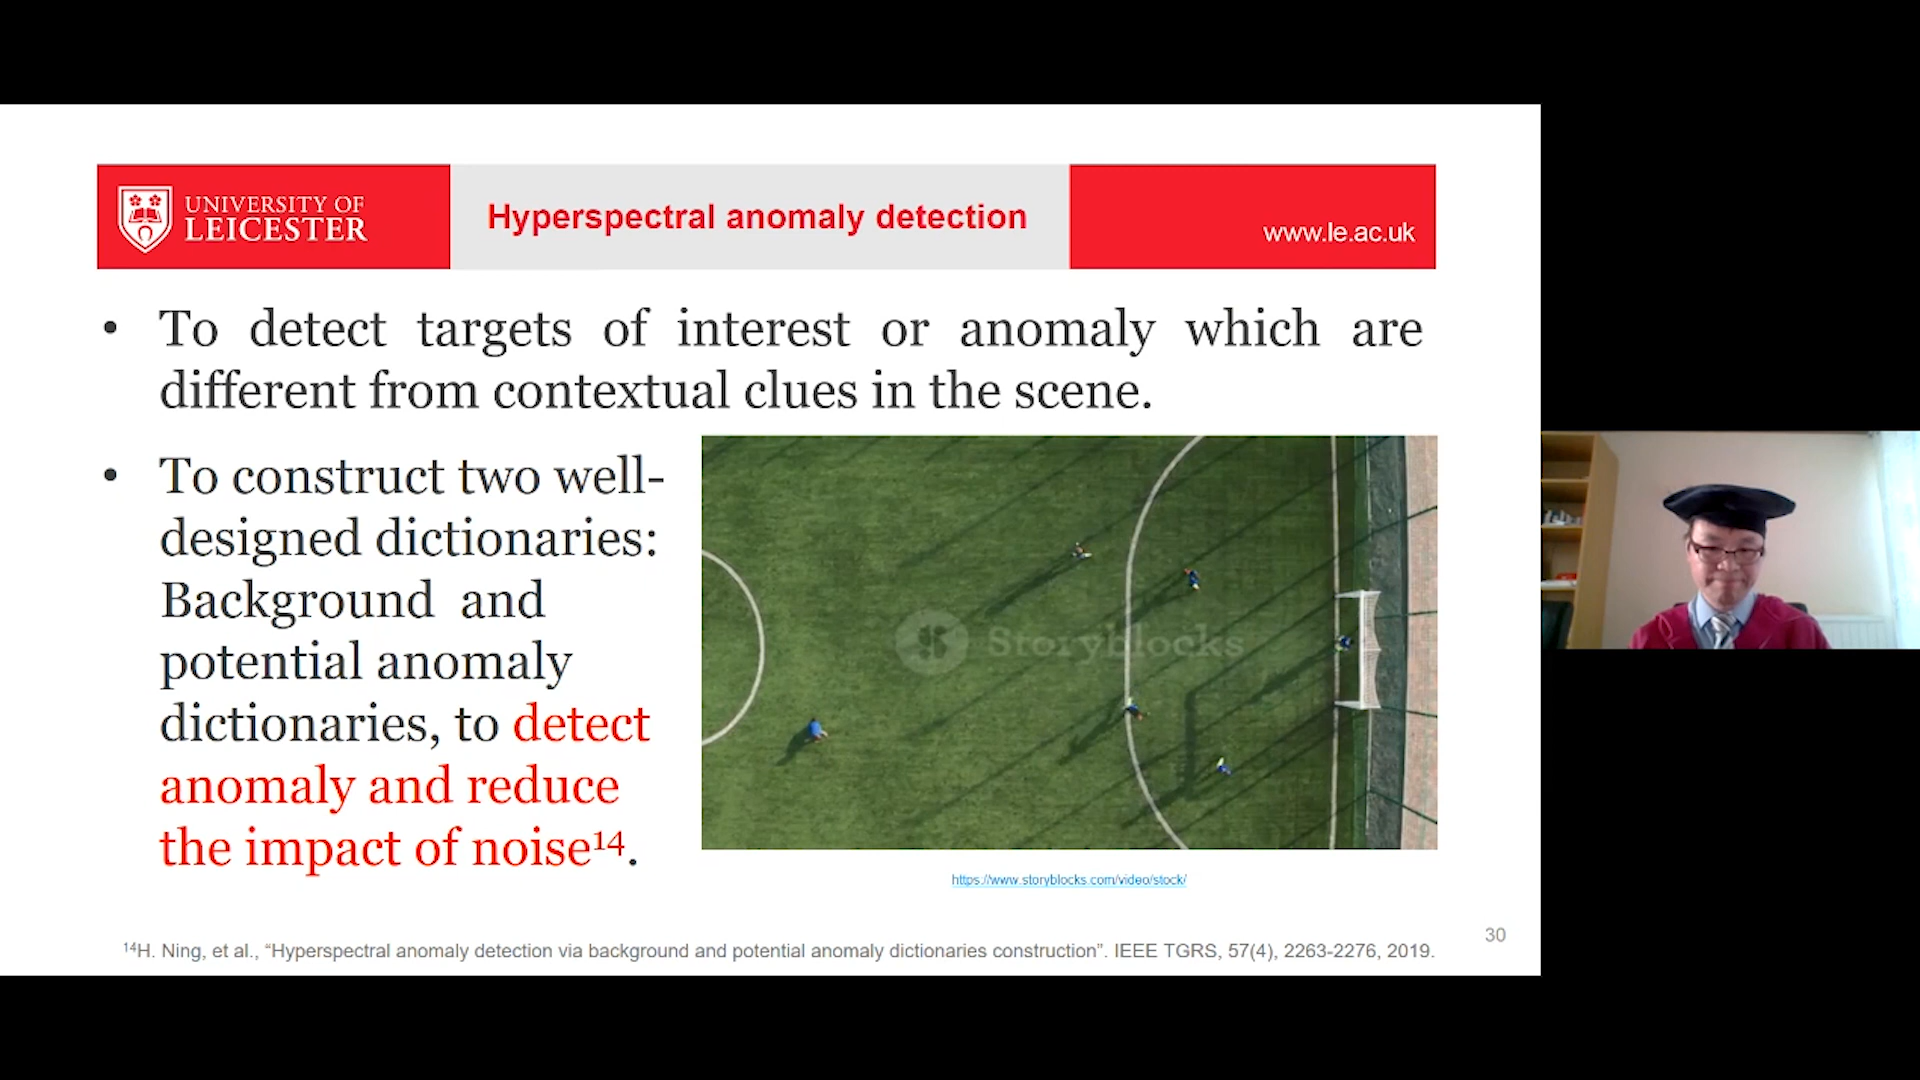 UNIVERSITY OF
LEICESTER
Hyperspectral anomaly detection
www.le.ac.uk
• To detect targets of interest or anomaly which are
different from contextual clues in the scene.
• To construct two well-
designed dictionaries:
Background and
potential anomaly
dictionaries, to detect
anomaly and reduce
the impact of noise¹⁴.
Storyblocks
https://www.storyblocks.com/video/stock/
¹⁴H. Ning, et al., “Hyperspectral anomaly detection via background and potential anomaly dictionaries construction”. IEEE TGRS, 57(4), 2263-2276, 2019.
30